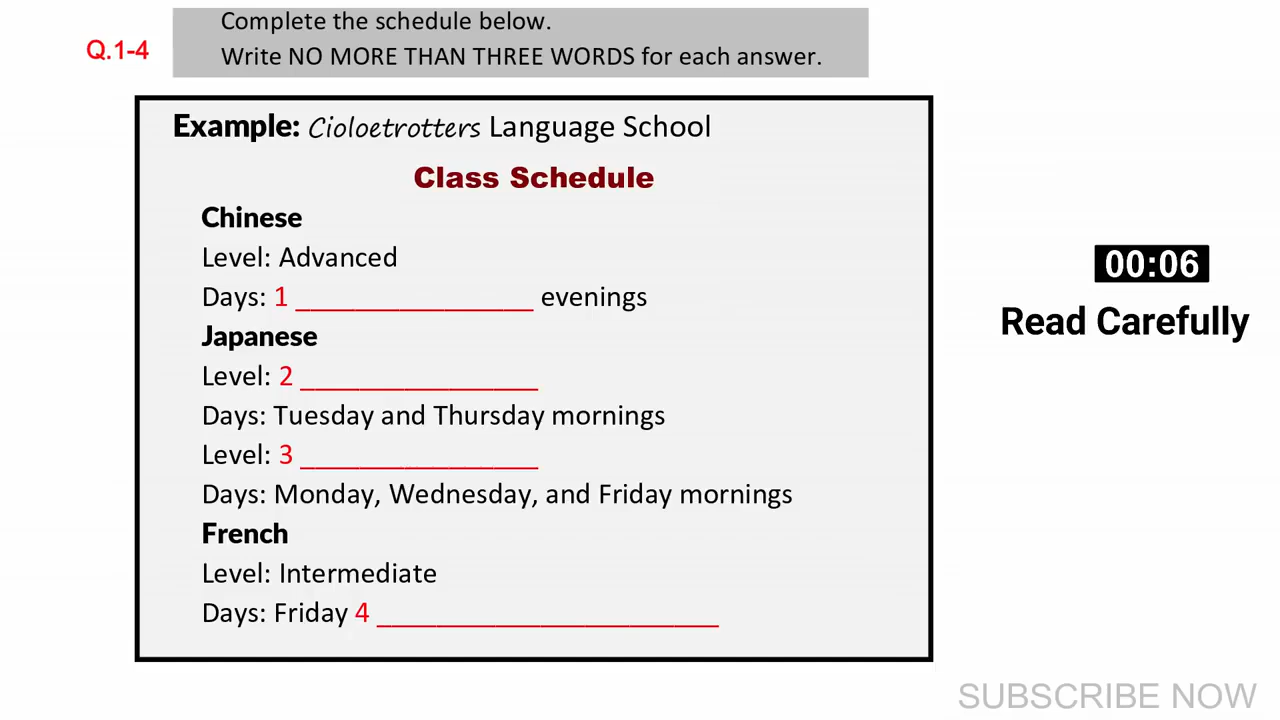 Q.1-4
Complete the schedule below.
Write NO MORE THAN THREE WORDS for each answer.
Example: Cioloetrotters Language School
Class Schedule
Chinese
Level: Advanced
Days: 1 ________________ evenings
Japanese
Level: 2 ________________
Days: Tuesday and Thursday mornings
Level: 3 ________________
Days: Monday, Wednesday, and Friday mornings
French
Level: Intermediate
Days: Friday 4 _______________________
00:06
Read Carefully
SUBSCRIBE NOW